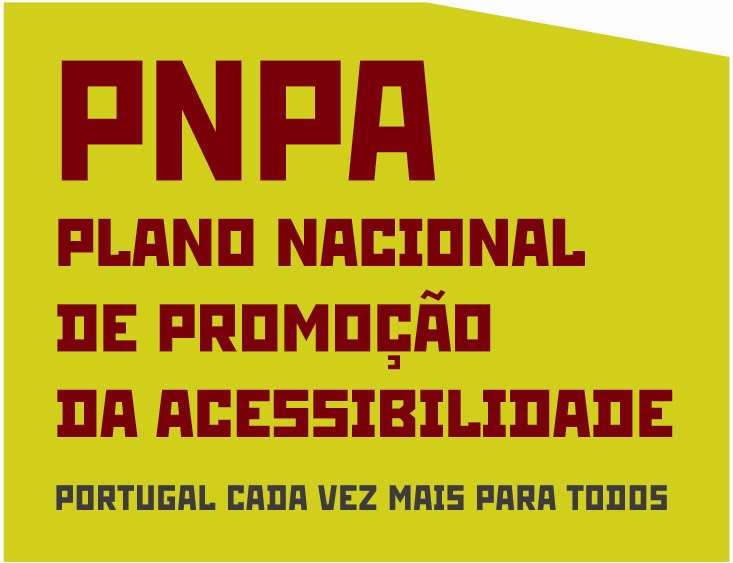 PNPA
PLANO NACIONAL
DE PROMOÇÃO
DA ACESSIBILIDADE
PORTUGAL CADA VEZ MAIS PARA TODOS